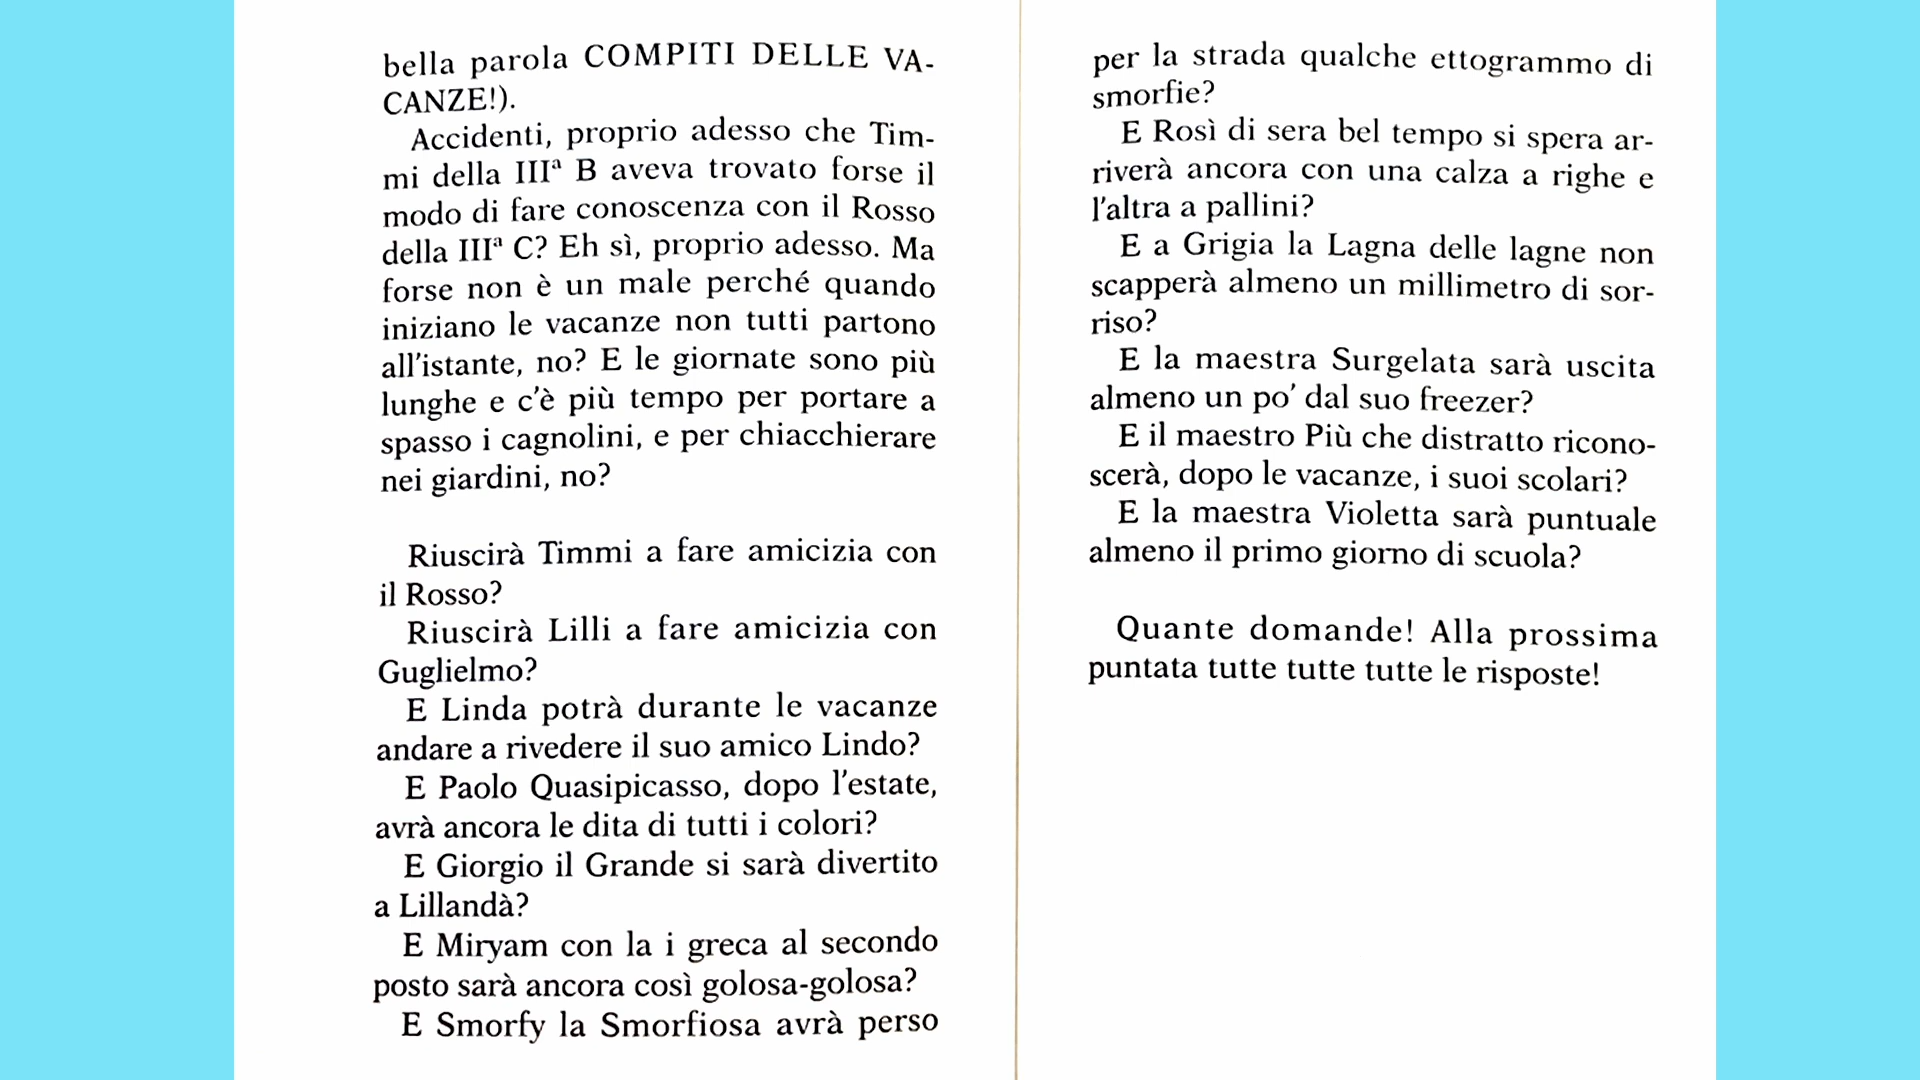 bella parola COMPITI DELLE VA-
CANZE!).
Accidenti, proprio adesso che Tim-
mi della IIIª B aveva trovato forse il
modo di fare conoscenza con il Rosso
della IIIª C? Eh sì, proprio adesso. Ma
forse non è un male perché quando
iniziano le vacanze non tutti partono
all'istante, no? E le giornate sono più
lunghe e c'è più tempo per portare a
spasso i cagnolini, e per chiacchierare
nei giardini, no?
Riuscirà Timmi a fare amicizia con
il Rosso?
Riuscirà Lilli a fare amicizia con
Guglielmo?
E Linda potrà durante le vacanze
andare a rivedere il suo amico Lindo?
E Paolo Quasipicasso, dopo l'estate,
avrà ancora le dita di tutti i colori?
E Giorgio il Grande si sarà divertito
a Lillandà?
E Miryam con la i greca al secondo
posto sarà ancora così golosa-golosa?
E Smorfy la Smorfiosa avrà perso
per la strada qualche ettogrammo di
smorfie?
E Rosì di sera bel tempo si spera ar-
riverà ancora con una calza a righe e
l'altra a pallini?
E a Grigia la Lagna delle lagne non
scapperà almeno un millimetro di sor-
riso?
E la maestra Surgelata sarà uscita
almeno un po' dal suo freezer?
E il maestro Più che distratto ricono-
scerà, dopo le vacanze, i suoi scolari?
E la maestra Violetta sarà puntuale
almeno il primo giorno di scuola?
Quante domande! Alla prossima
puntata tutte tutte tutte le risposte!